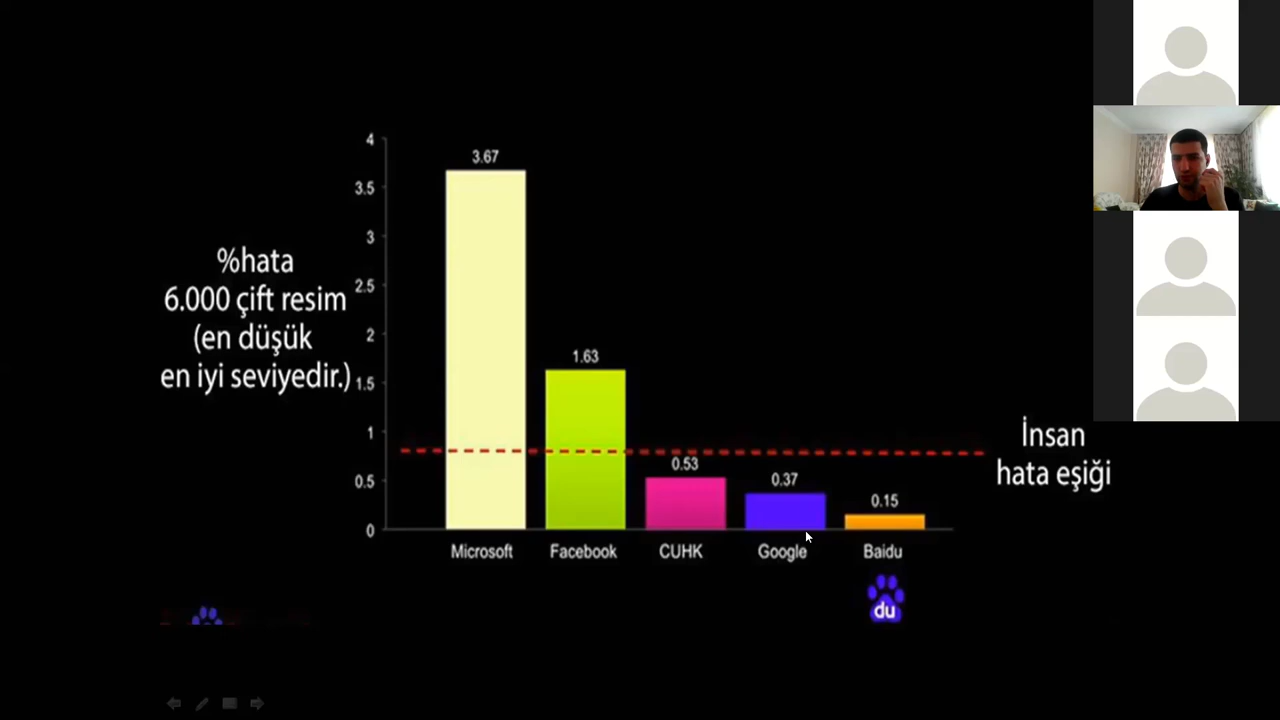 4
3.67
3.5
3
%hata
6.000 çift resim
(en düşük
en iyi seviyedir.)
2.5
2
1.63
1.5
1
İnsan
hata eşiği
0.53
0.5
0.37
0.15
0
Microsoft Facebook CUHK Google Baidu
du